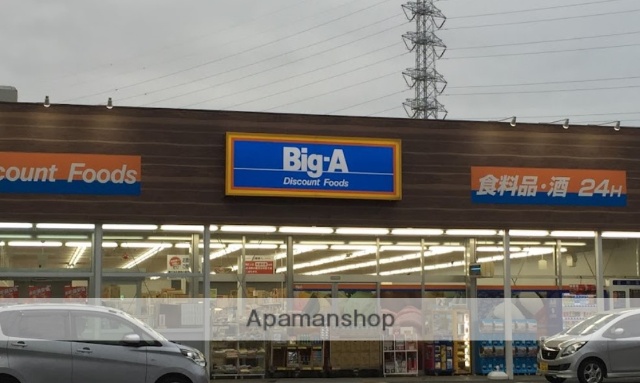 Big-A
Discount Foods
count Foods
食料品・酒 24H
Apamanshop